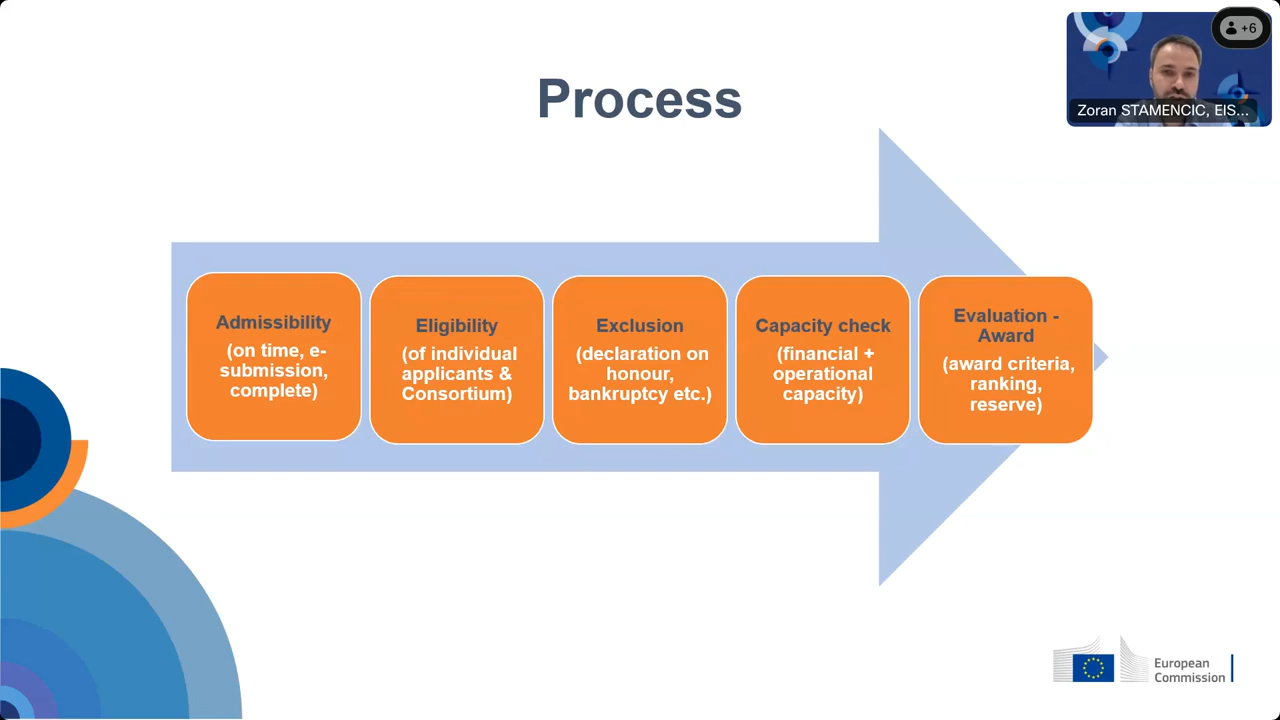 Process
+6
Zoran STAMENCIC, EIS...
Admissibility
(on time, e-
submission,
complete)
Eligibility
(of individual
applicants &
Consortium)
Exclusion
(declaration on
honour,
bankruptcy etc.)
Capacity check
(financial +
operational
capacity)
Evaluation -
Award
(award criteria,
ranking,
reserve)
European
Commission